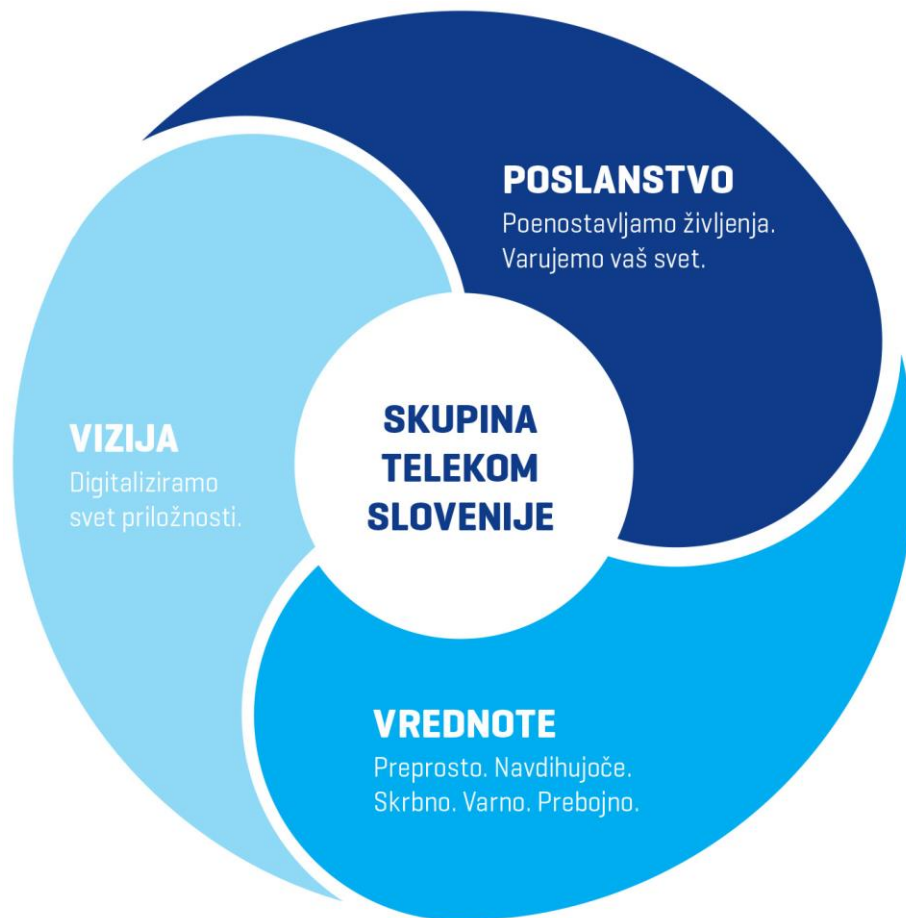 POSLANSTVO
Poenostavljamo življenja.
Varujemo vaš svet.
SKUPINA
TELEKOM
SLOVENIJE
VIZIJA
Digitaliziramo
svet priložnosti.
VREDNOTE
Preprosto. Navdihujoče.
Skrbno. Varno. Prebojno.